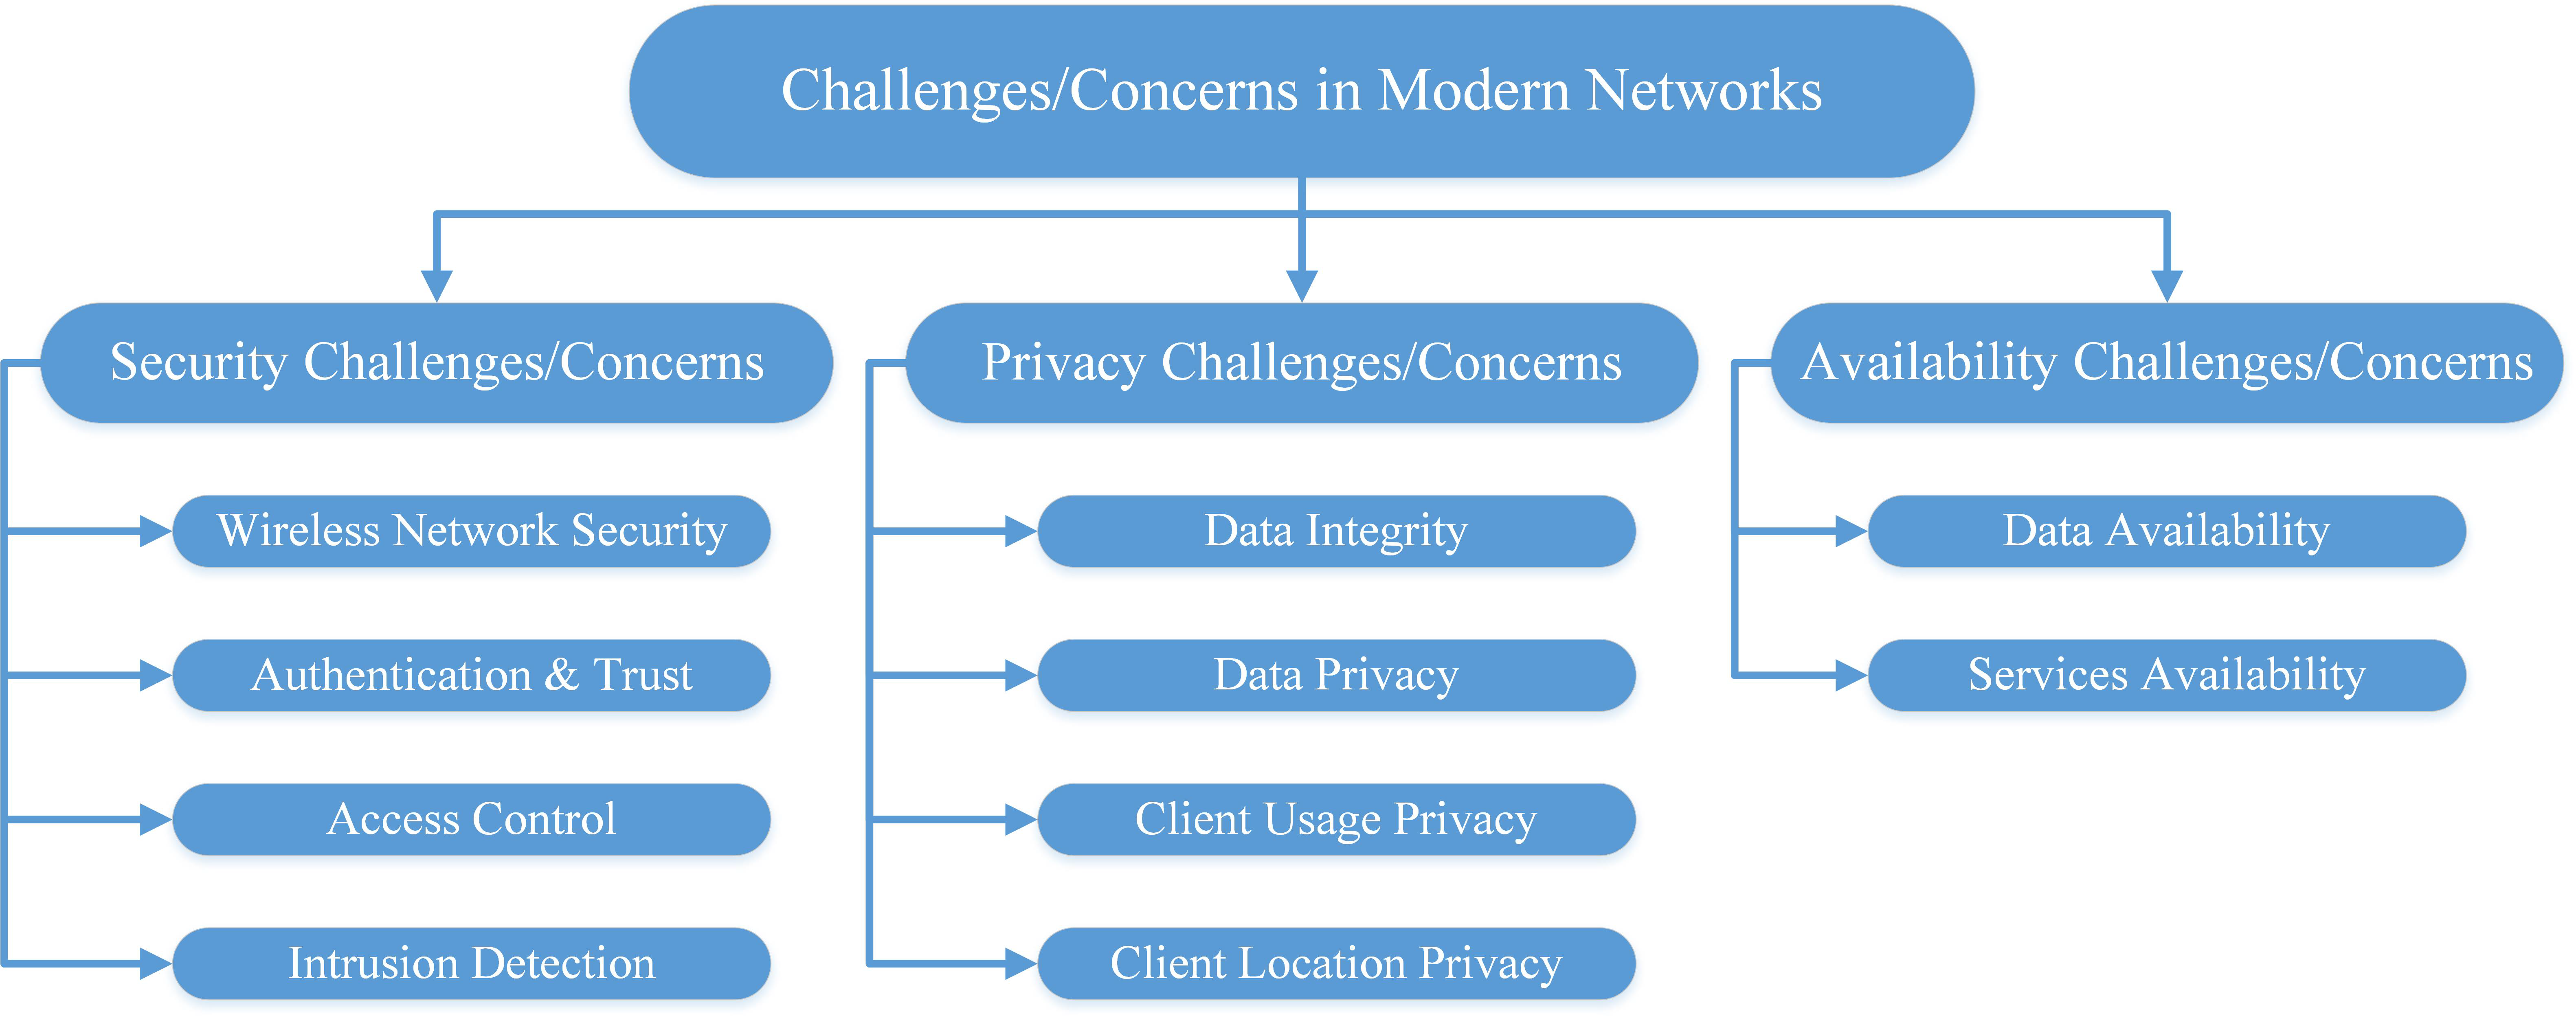 Challenges/Concerns in Modern Networks
Security Challenges/Concerns
Wireless Network Security
Authentication & Trust
Access Control
Intrusion Detection
Privacy Challenges/Concerns
Data Integrity
Data Privacy
Client Usage Privacy
Client Location Privacy
Availability Challenges/Concerns
Data Availability
Services Availability